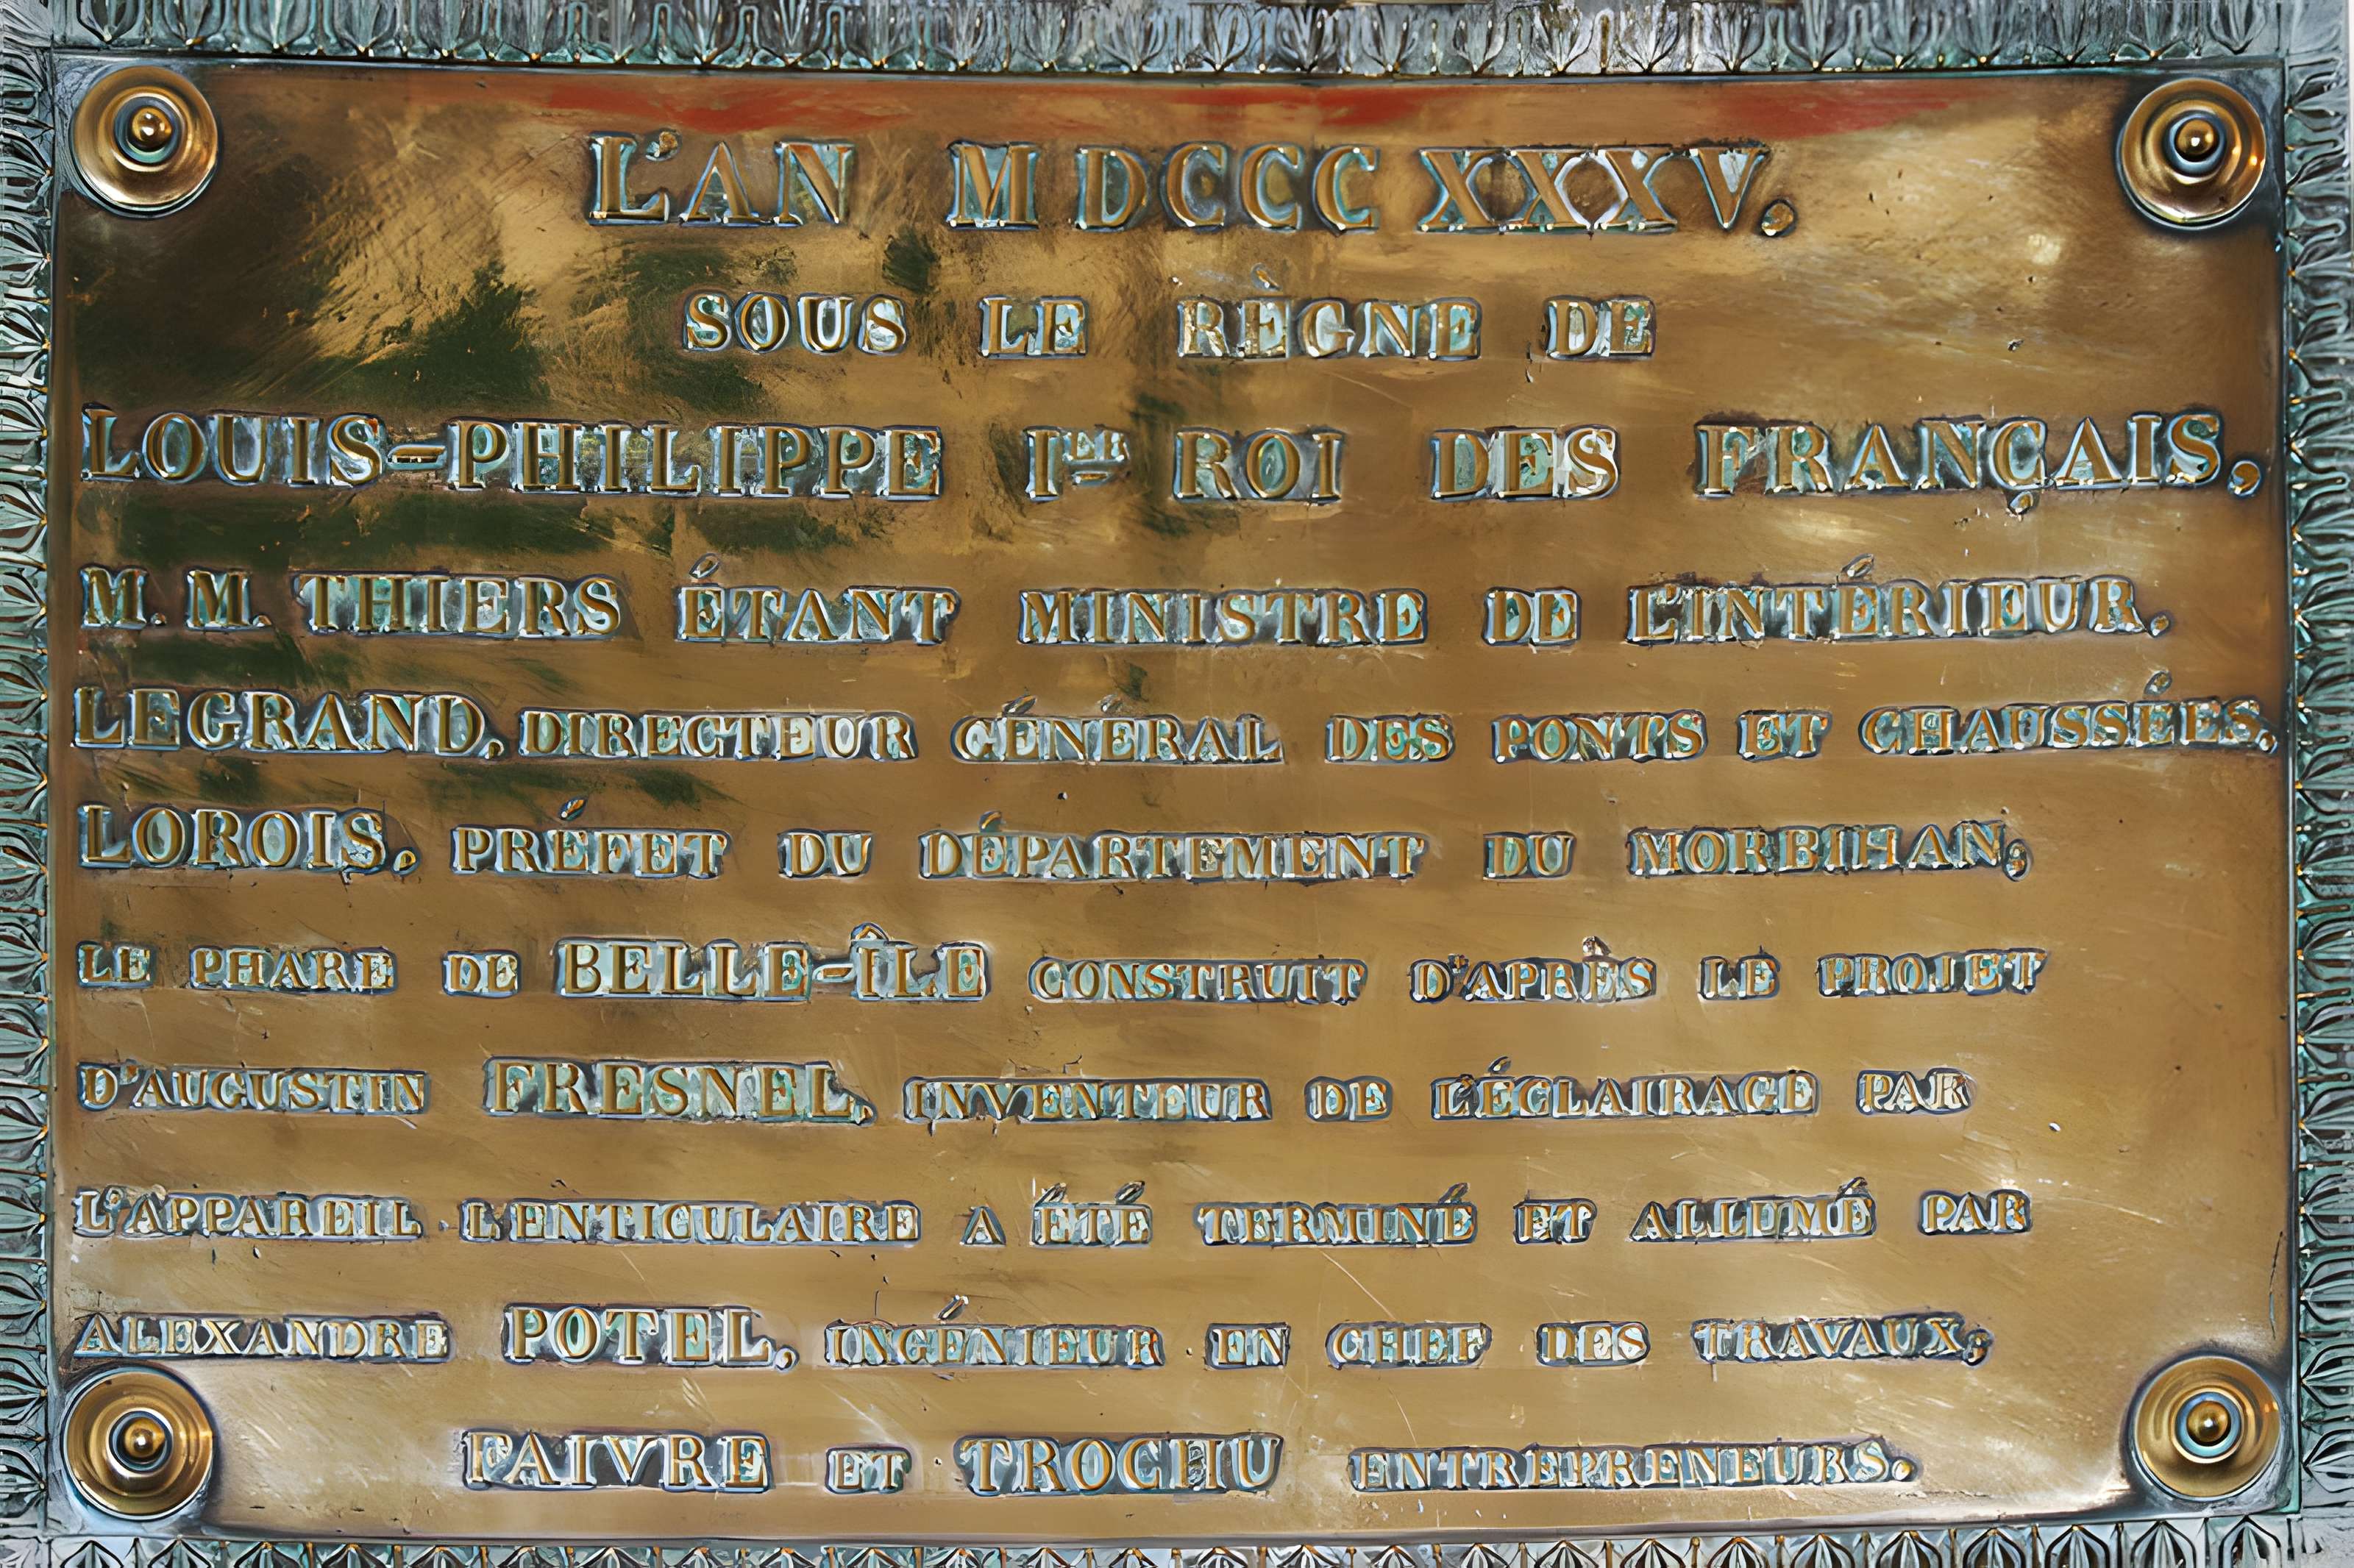 L'AN MDCCCXXXV.
SOUS LE RÈGNE DE
LOUIS-PHILIPPE IER ROI DES FRANÇAIS,
M. M. THIERS ÉTANT MINISTRE DE L'INTÉRIEUR,
LEGRAND, DIRECTEUR GÉNÉRAL DES PONTS ET CHAUSSÉES,
LOROIS, PRÉFET DU DÉPARTEMENT DU MORBIHAN;
LE PHARE DE BELLE-ÎLE CONSTRUIT D'APRÈS LE PROJET
D'AUGUSTIN FRESNEL, INVENTEUR DE L'ÉCLAIRAGE PAR
L'APPAREIL LENTICULAIRE A ÉTÉ TERMINÉ ET ALLUMÉ PAR
ALEXANDRE POTEL, INGÉNIEUR EN CHEF DES TRAVAUX;
FAIVRE ET TROCHU ENTREPRENEURS.